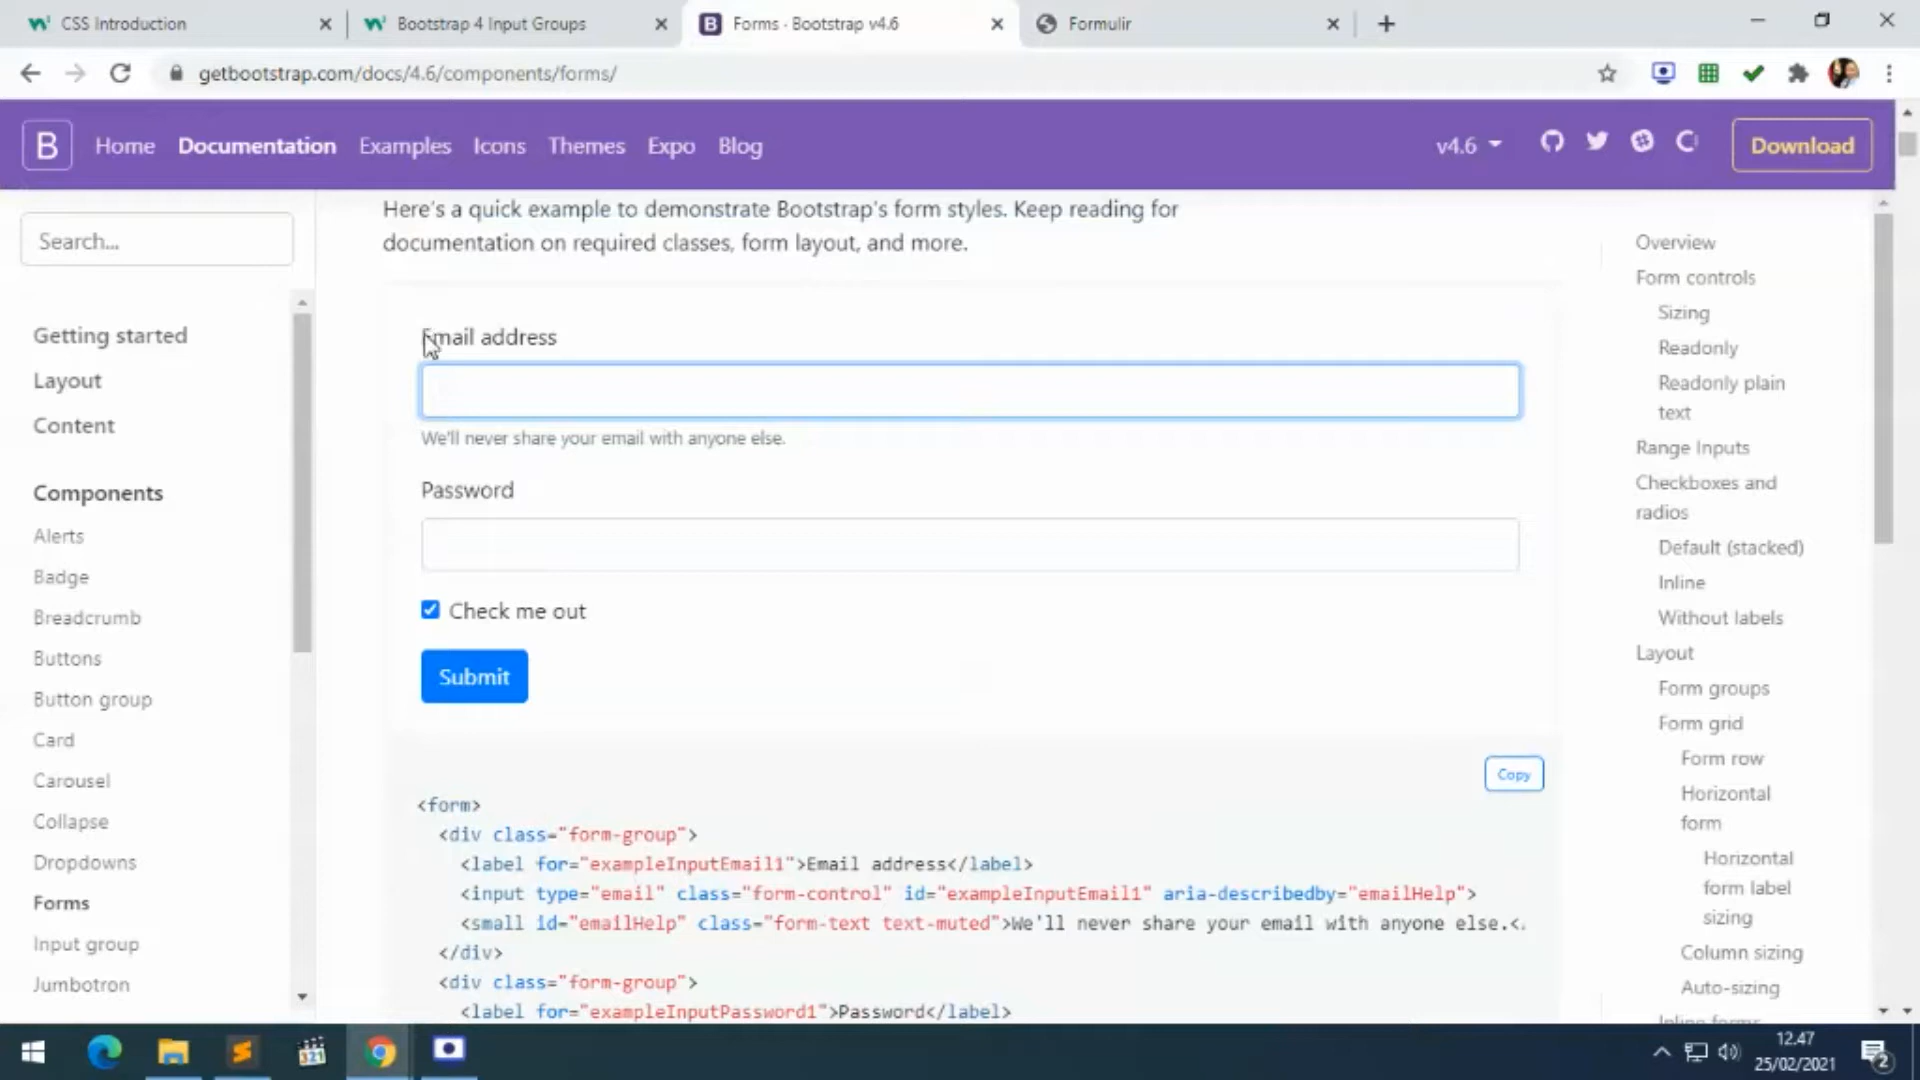 CSS Introduction
Bootstrap 4 Input Groups
B
Forms - Bootstrap v4.6
Formulir
getbootstrap.com/docs/4.6/components/forms/
B
Home
Documentation
Examples
Icons
Themes
Expo
Blog
v4.6
Download
Search...
Getting started
Layout
Content
Components
Alerts
Badge
Breadcrumb
Buttons
Button group
Card
Carousel
Collapse
Dropdowns
Forms
Input group
Jumbotron
Here's a quick example to demonstrate Bootstrap's form styles. Keep reading for
documentation on required classes, form layout, and more.
Email address
We'll never share your email with anyone else.
Password
Check me out
Submit
Copy
<form>
<div class="form-group">
<label for="exampleInputEmail1">Email address</label>
<input type="email" class="form-control" id="exampleInputEmail1" aria-describedby="emailHelp">
<small id="emailHelp" class="form-text text-muted">We'll never share your email with anyone else.<
</div>
<div class="form-group">
<label for="exampleInputPassword1">Password</label>
Overview
Form controls
Sizing
Readonly
Readonly plain
text
Range Inputs
Checkboxes and
radios
Default (stacked)
Inline
Without labels
Layout
Form groups
Form grid
Form row
Horizontal
form
Horizontal
form label
sizing
Column sizing
Auto-sizing
Inline forms
321
12.47
25/02/2021
2